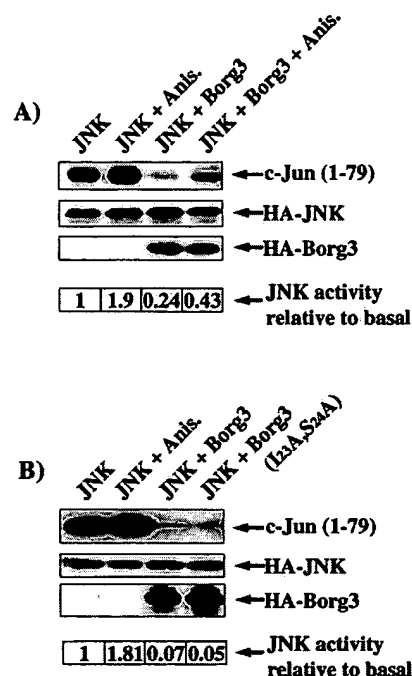 A)
JNK
JNK + Anis.
JNK + Borg3
JNK + Borg3 + Anis.
c-Jun (1-79)
HA-JNK
HA-Borg3
1 1.9 0.24 0.43
JNK activity
relative to basal
B)
JNK
JNK + Anis.
JNK + Borg3
JNK + Borg3
(I23A,S24A)
c-Jun (1-79)
HA-JNK
HA-Borg3
1 1.81 0.07 0.05
JNK activity
relative to basal